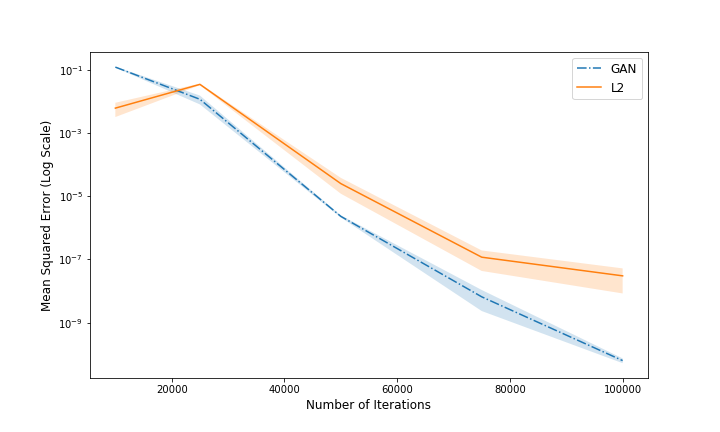 GAN
L2
Mean Squared Error (Log Scale)
10⁻¹
10⁻³
10⁻⁵
10⁻⁷
10⁻⁹
20000 40000 60000 80000 100000
Number of Iterations